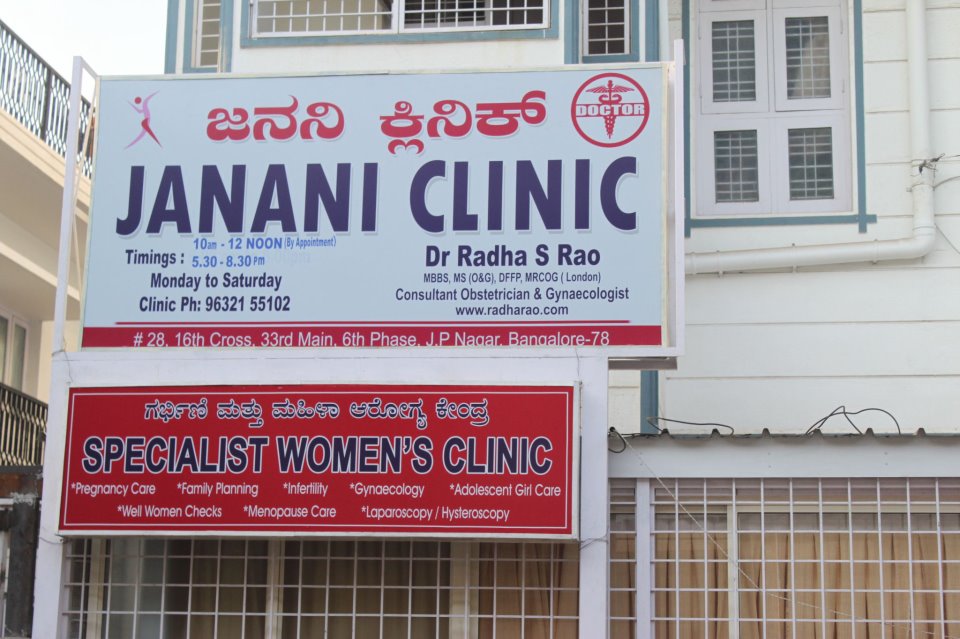 ಜನನಿ ಕ್ಲಿನಿಕ್
DOCTOR
JANANI CLINIC
Timings : 10am - 12 NOON (By Appointment)
5.30 - 8.30 pm
Monday to Saturday
Clinic Ph: 96321 55102
Dr Radha S Rao
MBBS, MS (O&G), DFFP, MRCOG ( London)
Consultant Obstetrician & Gynaecologist
www.radharao.com
# 28, 16th Cross, 33rd Main, 6th Phase, J.P Nagar, Bangalore-78
ಗರ್ಭಿಣಿ ಮತ್ತು ಮಹಿಳಾ ಆರೋಗ್ಯ ಕೇಂದ್ರ
SPECIALIST WOMEN'S CLINIC
*Pregnancy Care *Family Planning *Infertility *Gynaecology *Adolescent Girl Care
*Well Women Checks *Menopause Care *Laparoscopy / Hysteroscopy